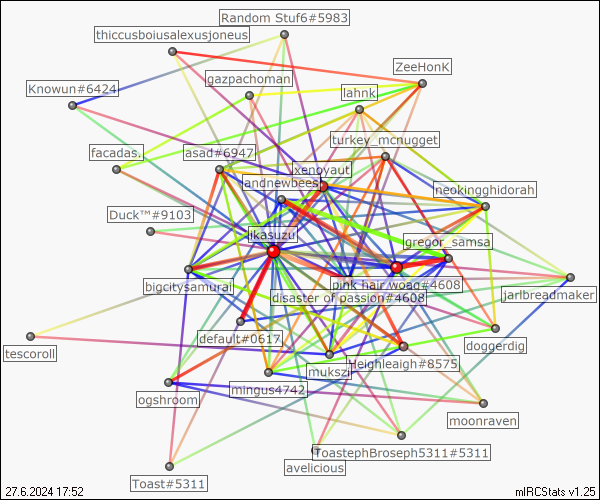 Random Stuf6#5983
thiccusboiusalexusjoneus
ZeeHonK
gazpachoman
Knowun#6424
lahnk
turkey_mcnugget
facadas.
asad#6947
xenoyaut
landnewbees
neokingghidorah
Duck™#9103
ikasuzu
gregor_samsa
bigcitysamurai
pink hair woag#4608
jarlbreadmaker
disaster of passion#4608
default#0617
doggerdig
tescoroll
mukszi
Heighleaigh#8575
mingus4742
ogshroom
moonraven
ToastephBroseph5311#5311
avelicious
Toast#5311
27.6.2024 17:52
mIRCStats v1.25